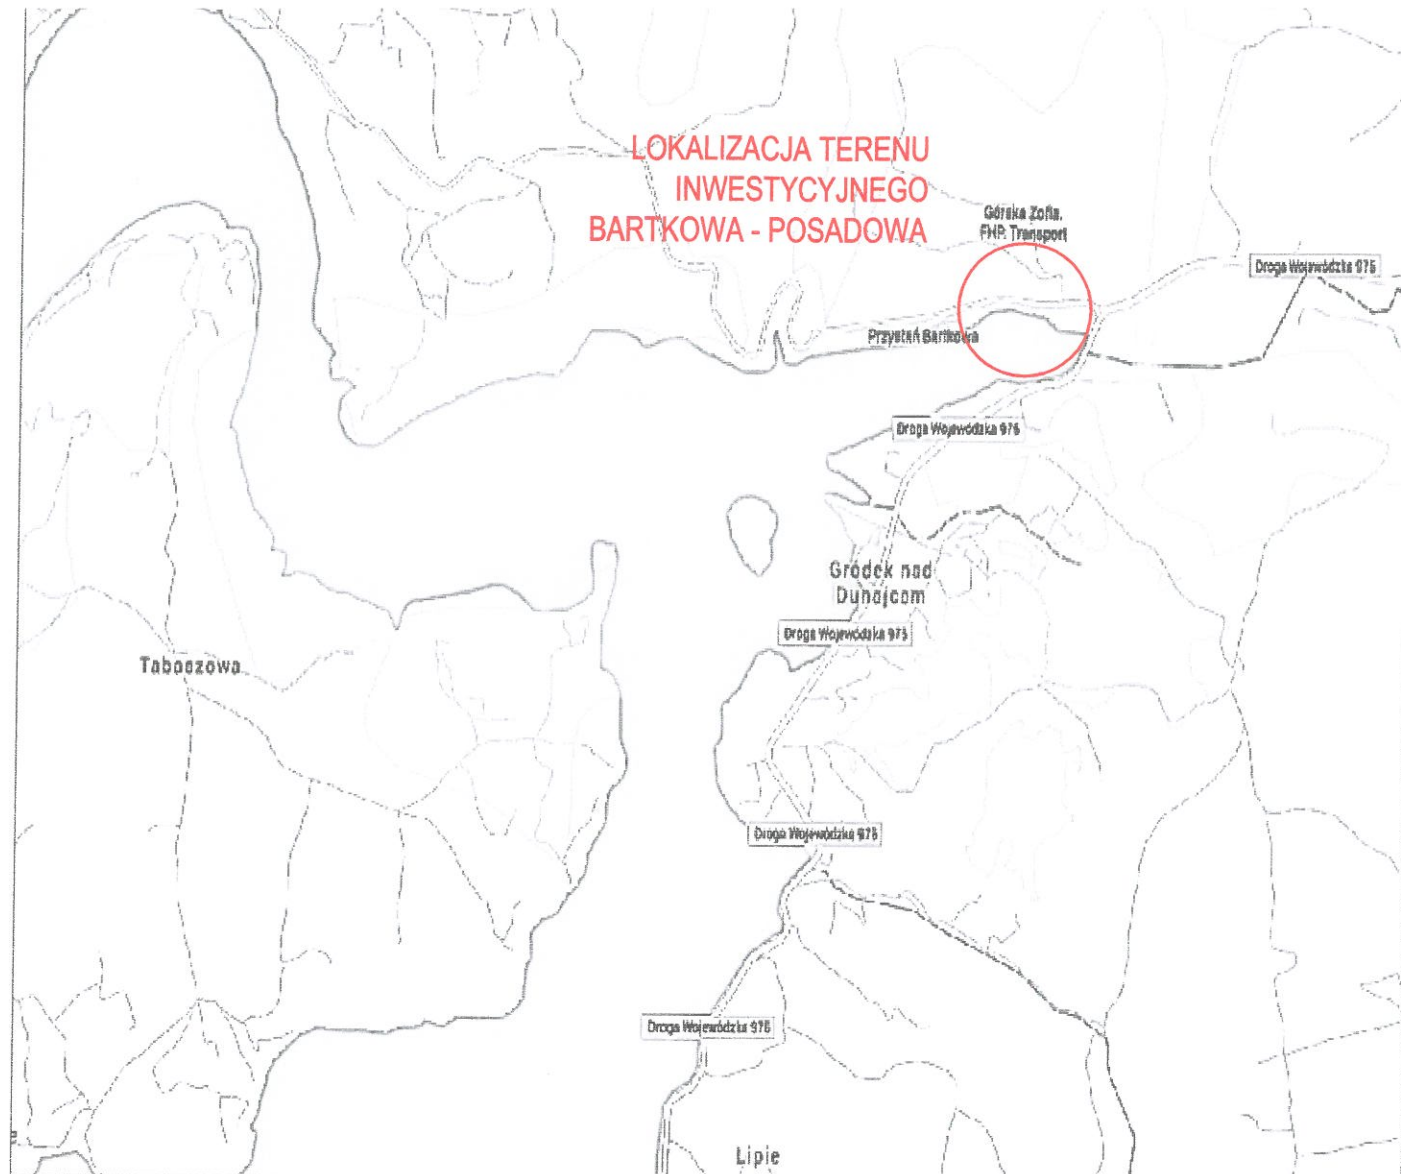 LOKALIZACJA TERENU
INWESTYCYJNEGO
BARTKOWA - POSADOWA
Górska Zofia.
FHP. Transport
Droga Wojewódzka 975
Przystań Bartkowa
Droga Wojewódzka 975
Gródek nad
Dunajcem
Droga Wojewódzka 975
Tabaszowa
Droga Wojewódzka 975
Droga Wojewódzka 975
Lipie